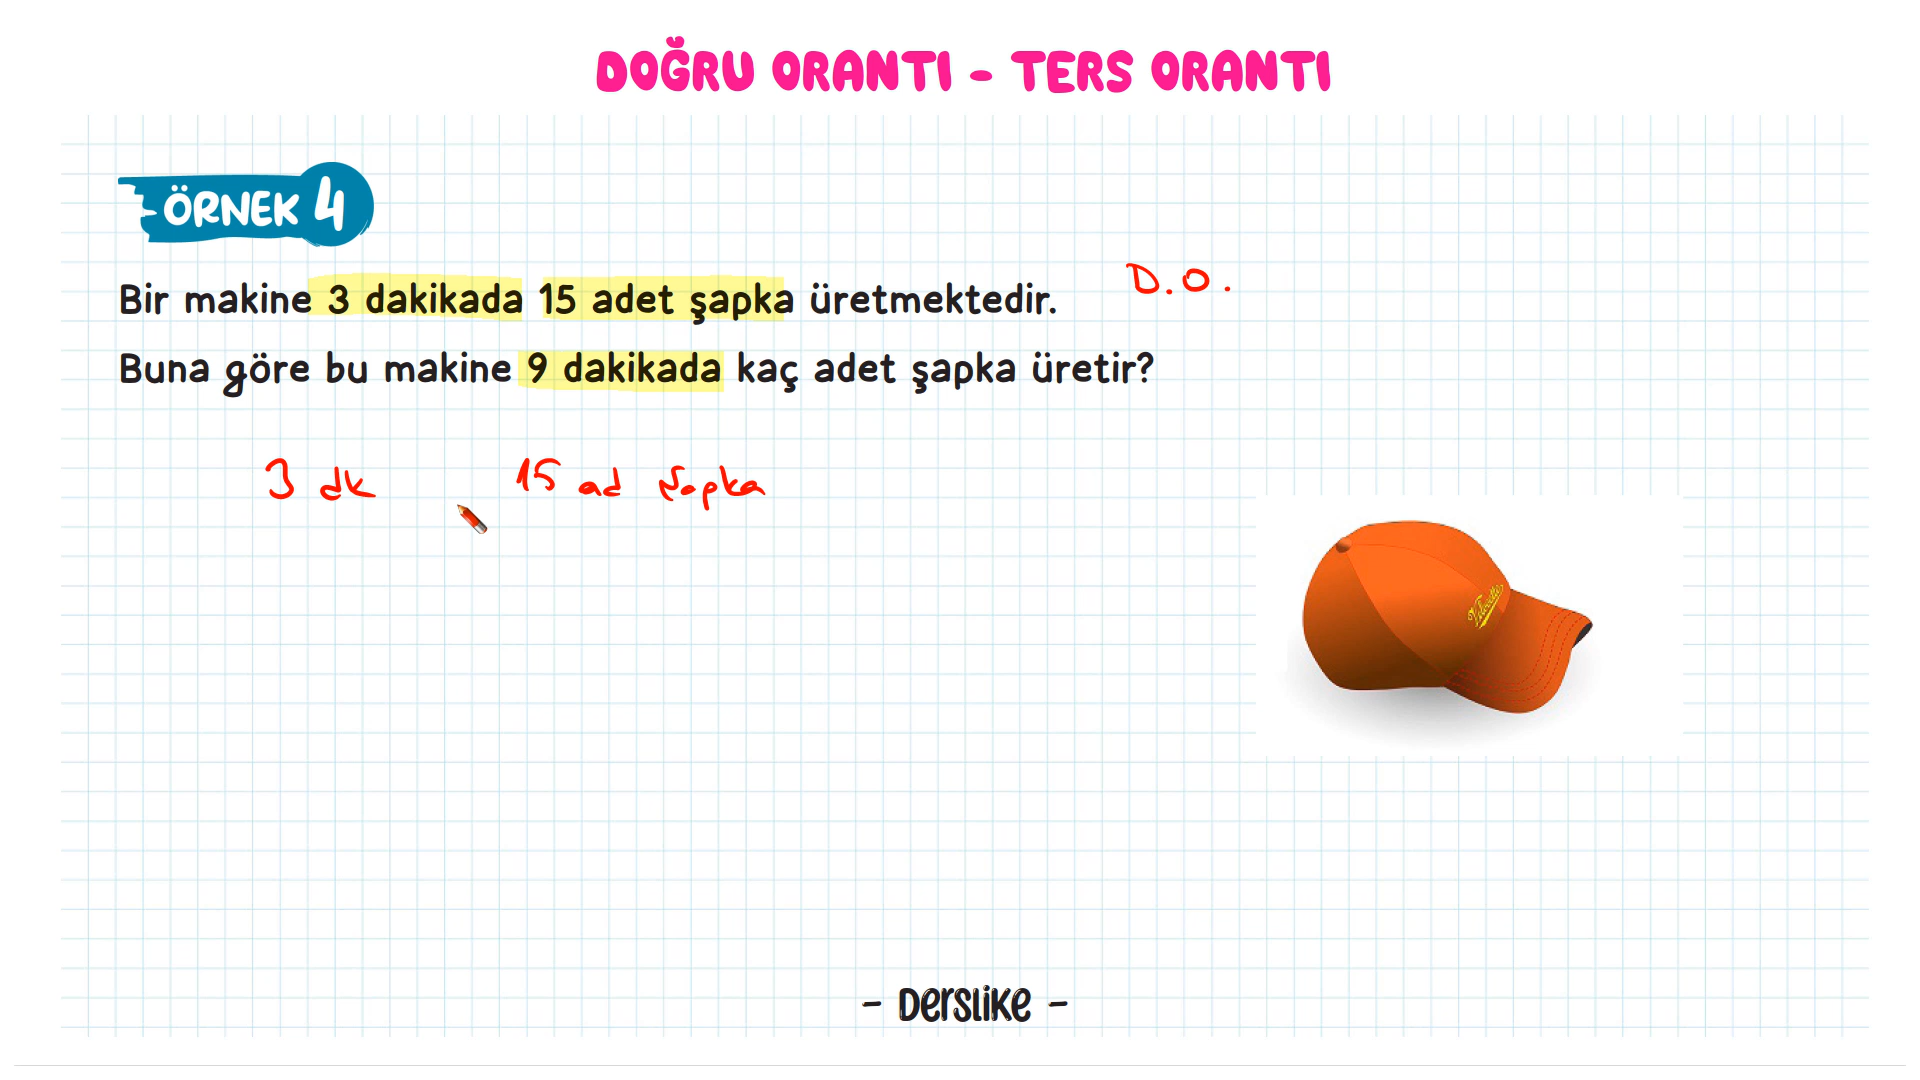 DOĞRU ORANTI - TERS ORANTI
ÖRNEK 4
Bir makine 3 dakikada 15 adet şapka üretmektedir.
D.O.
Buna göre bu makine 9 dakikada kaç adet şapka üretir?
3 dk 15 ad şapka
- Derslike -